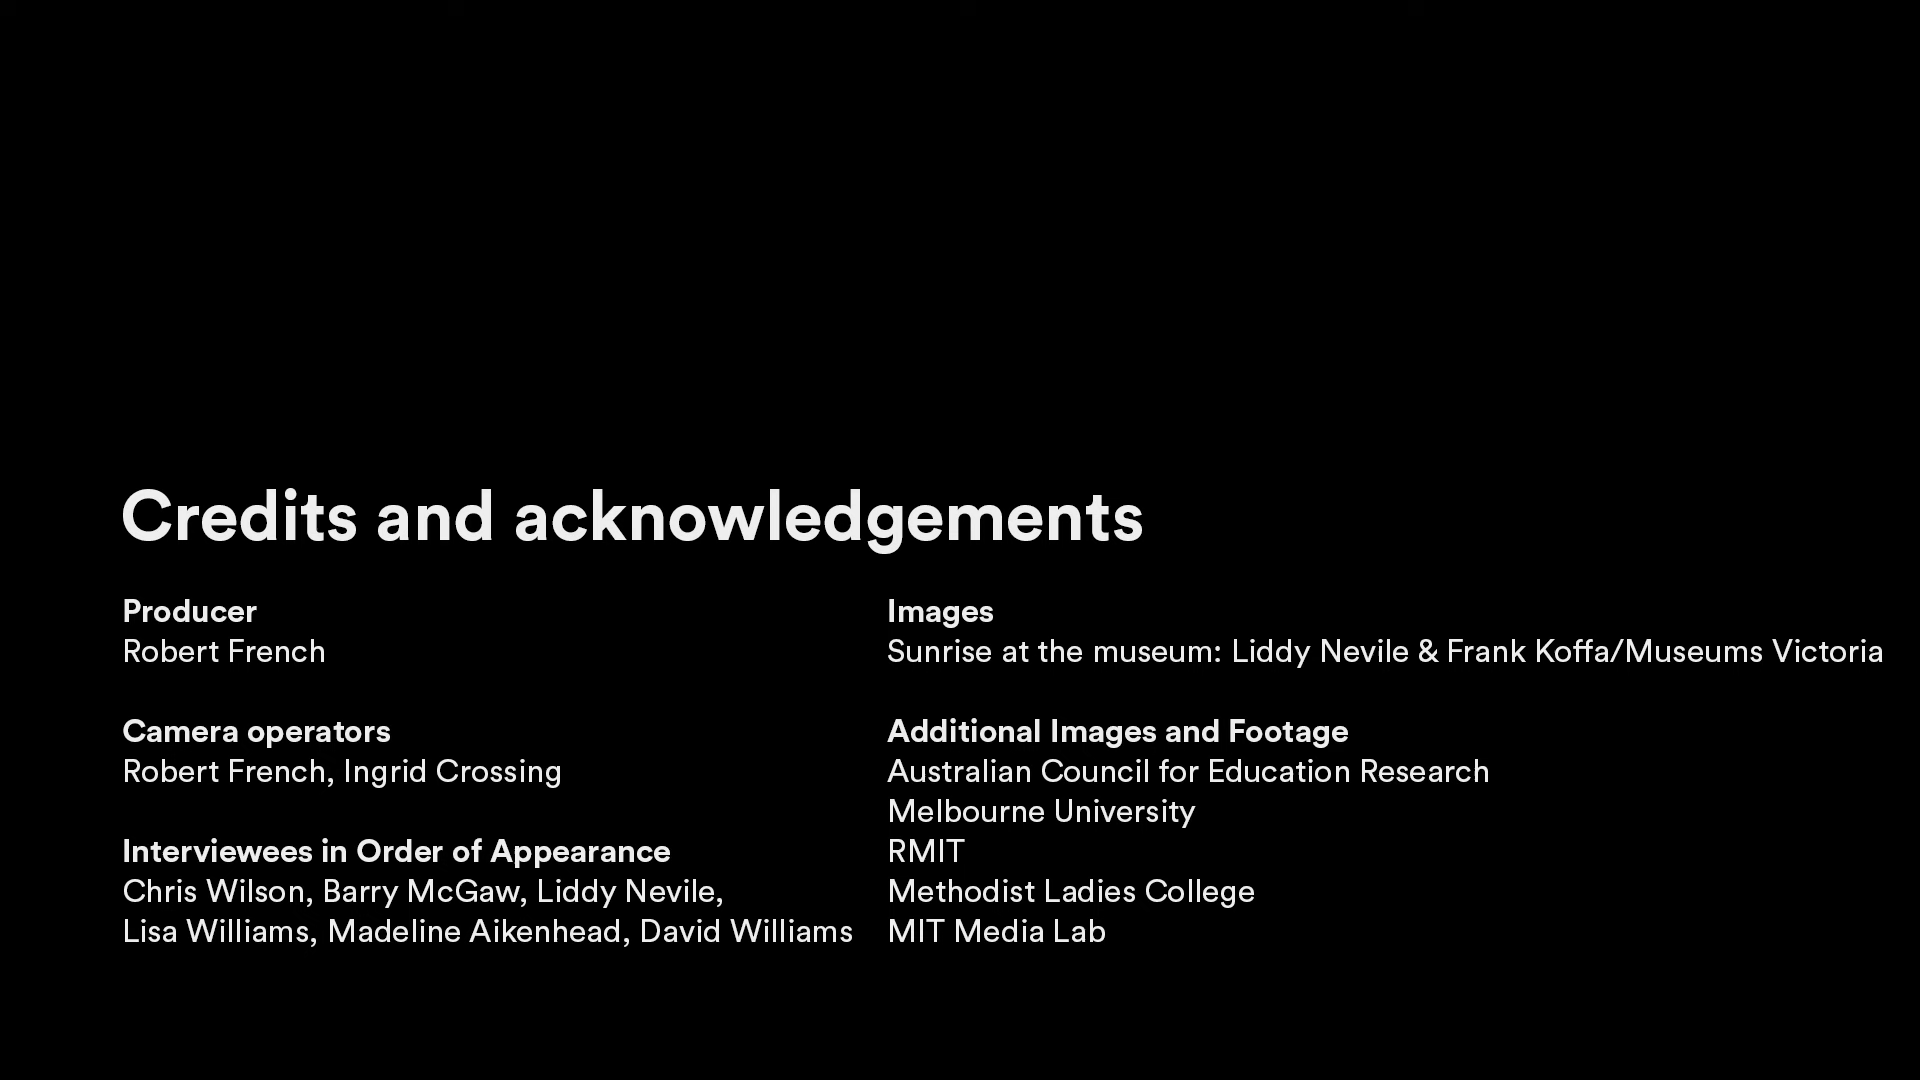 Credits and acknowledgements
Producer
Robert French
Camera operators
Robert French, Ingrid Crossing
Interviewees in Order of Appearance
Chris Wilson, Barry McGaw, Liddy Nevile,
Lisa Williams, Madeline Aikenhead, David Williams
Images
Sunrise at the museum: Liddy Nevile & Frank Koffa/Museums Victoria
Additional Images and Footage
Australian Council for Education Research
Melbourne University
RMIT
Methodist Ladies College
MIT Media Lab